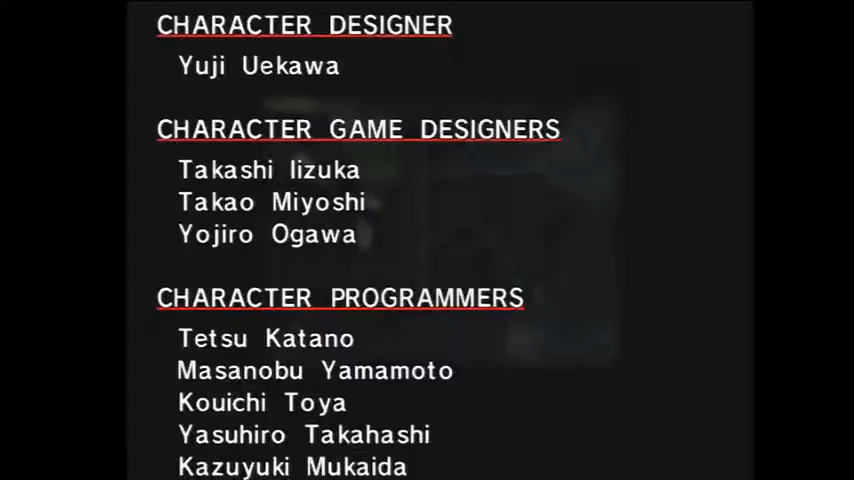 CHARACTER DESIGNER
Yuji Uekawa
CHARACTER GAME DESIGNERS
Takashi Iizuka
Takao Miyoshi
Yojiro Ogawa
CHARACTER PROGRAMMERS
Tetsu Katano
Masanobu Yamamoto
Kouichi Toya
Yasuhiro Takahashi
Kazuyuki Mukaida